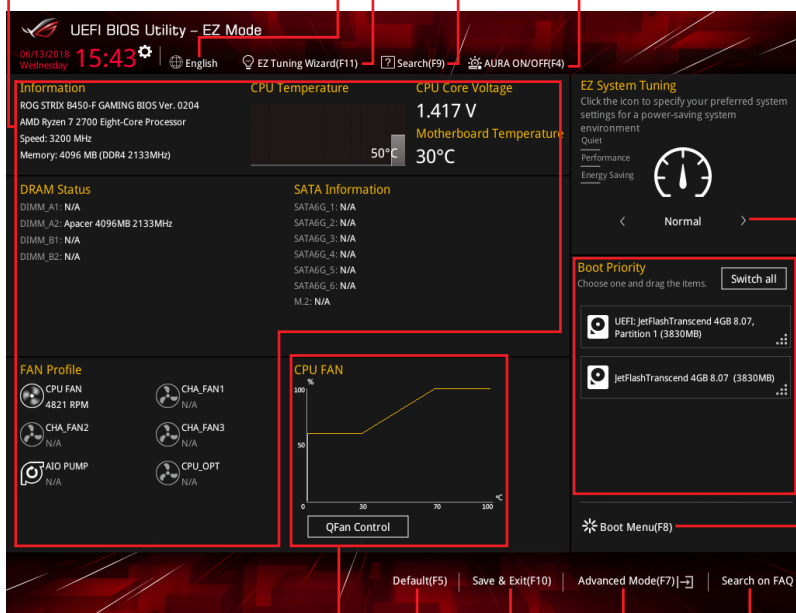 UEFI BIOS Utility – EZ Mode
06/13/2018
Wednesday
15:43
English
EZ Tuning Wizard(F11)
Search(F9)
AURA ON/OFF(F4)
Information
ROG STRIX B450-F GAMING BIOS Ver. 0204
AMD Ryzen 7 2700 Eight-Core Processor
Speed: 3200 MHz
Memory: 4096 MB (DDR4 2133MHz)
CPU Temperature
50°C
CPU Core Voltage
1.417 V
Motherboard Temperature
30°C
EZ System Tuning
Click the icon to specify your preferred system
settings for a power-saving system
environment
Quiet
Performance
Energy Saving
Normal
DRAM Status
DIMM_A1: N/A
DIMM_A2: Apacer 4096MB 2133MHz
DIMM_B1: N/A
DIMM_B2: N/A
SATA Information
SATA6G_1: N/A
SATA6G_2: N/A
SATA6G_3: N/A
SATA6G_4: N/A
SATA6G_5: N/A
SATA6G_6: N/A
M.2: N/A
Boot Priority
Choose one and drag the items.
Switch all
UEFI: JetFlashTranscend 4GB 8.07,
Partition 1 (3830MB)
JetFlashTranscend 4GB 8.07 (3830MB)
FAN Profile
CPU FAN
4821 RPM
CHA_FAN1
N/A
CHA_FAN2
N/A
CHA_FAN3
N/A
AIO PUMP
N/A
CPU_OPT
N/A
CPU FAN
%
100
50
0
30
70
100
°C
QFan Control
Boot Menu(F8)
Default(F5)
Save & Exit(F10)
Advanced Mode(F7)
Search on FAQ